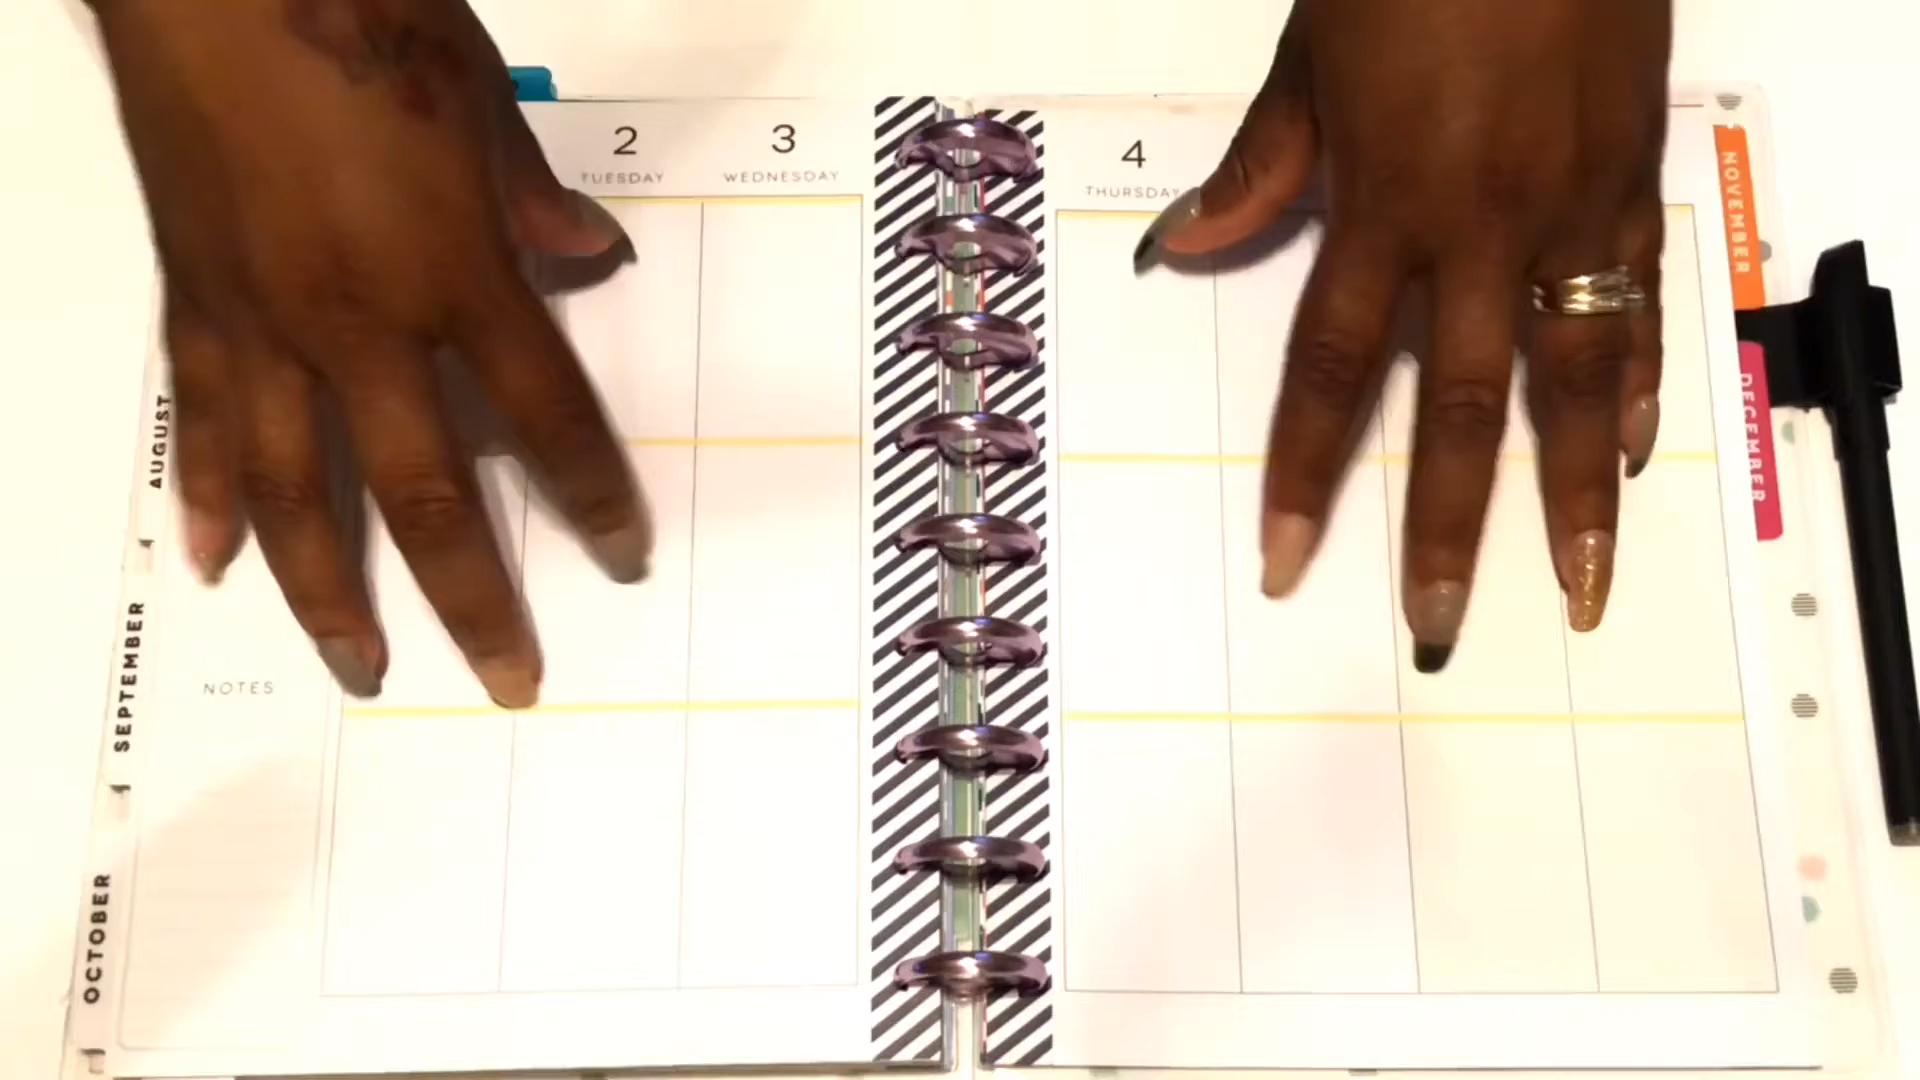 2
TUESDAY
3
WEDNESDAY
4
THURSDAY
NOVEMBER
DECEMBER
AUGUST
SEPTEMBER
OCTOBER
NOTES